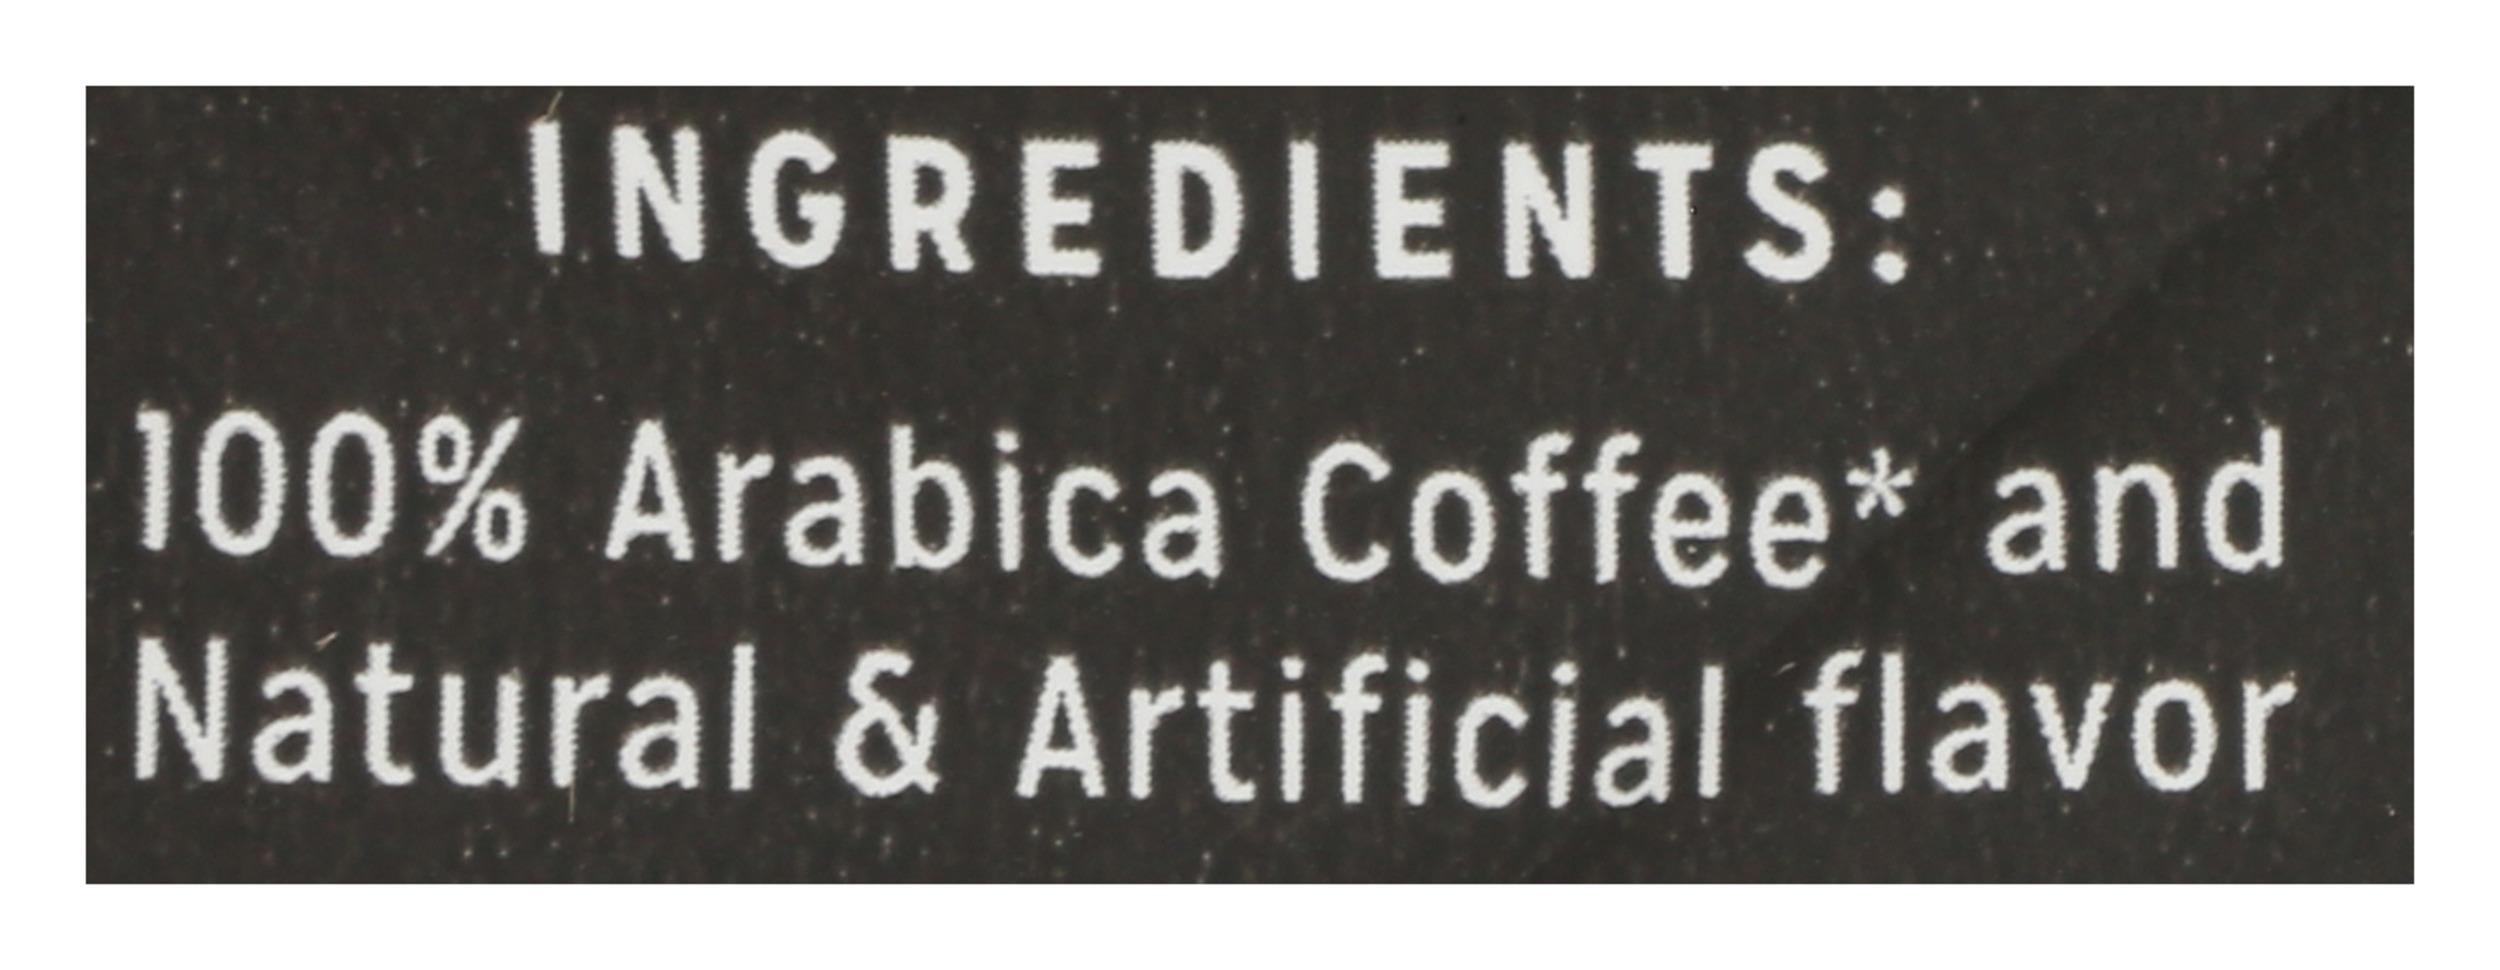 INGREDIENTS:
100% Arabica Coffee* and
Natural & Artificial flavor